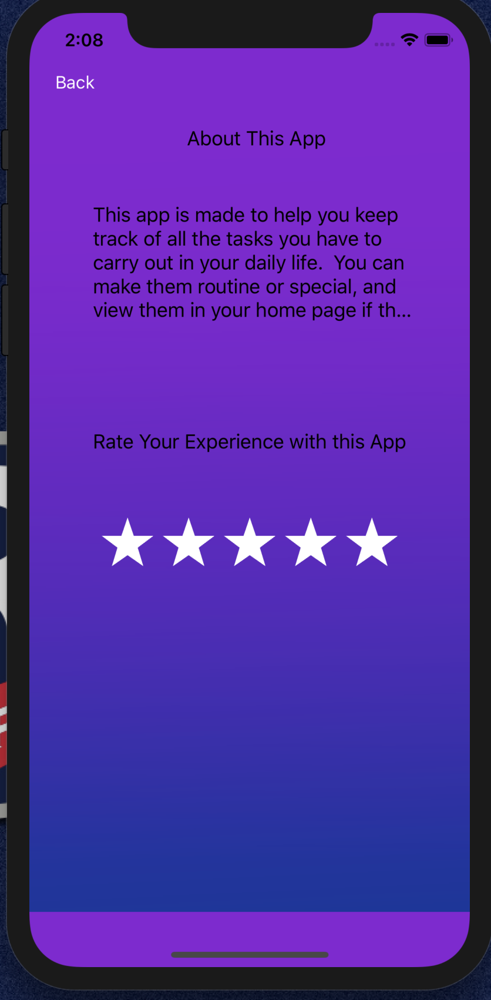 2:08
Back
About This App
This app is made to help you keep
track of all the tasks you have to
carry out in your daily life.  You can
make them routine or special, and
view them in your home page if th...
Rate Your Experience with this App